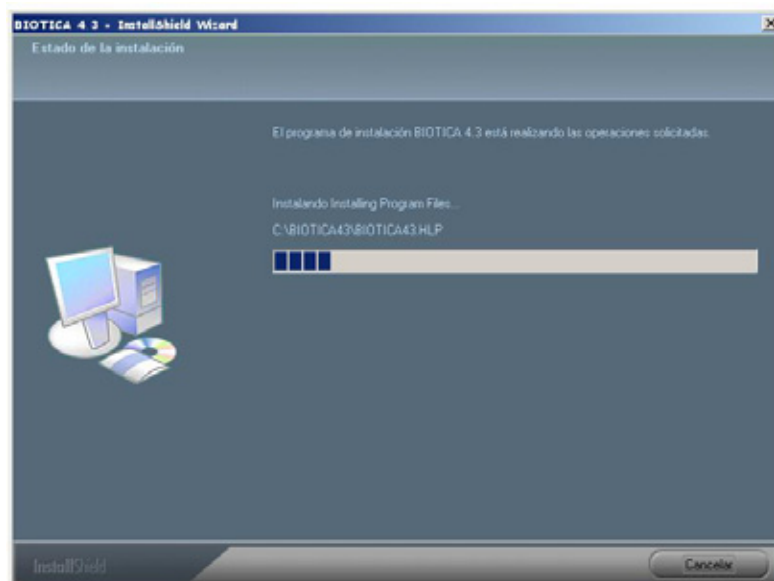 BIOTICA 4 3 - InstallShield Wizard
Estado de la instalación
El programa de instalación BIOTICA 4.3 está realizando las operaciones solicitadas.
Instalando Installing Program Files...
C:\BIOTICA43\BIOTICA43.HLP
InstallShield
Cancelar